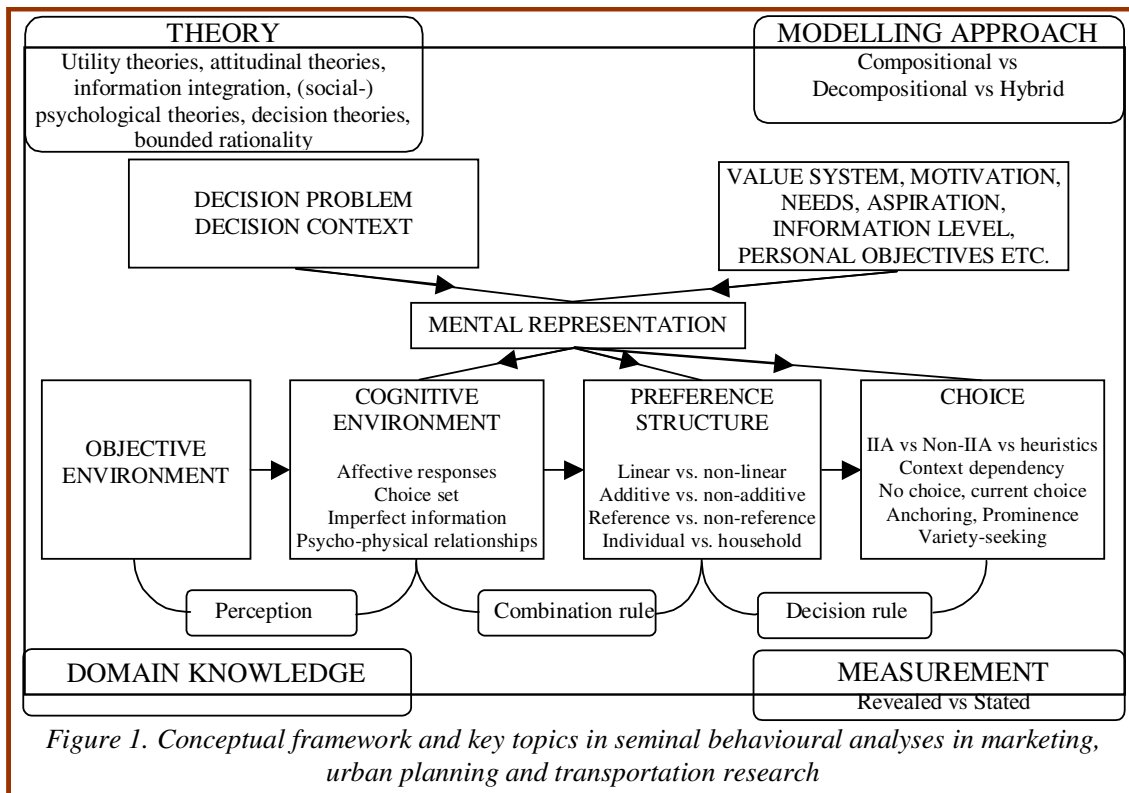 THEORY
Utility theories, attitudinal theories,
information integration, (social-)
psychological theories, decision theories,
bounded rationality
MODELLING APPROACH
Compositional vs
Decompositional vs Hybrid
DECISION PROBLEM
DECISION CONTEXT
VALUE SYSTEM, MOTIVATION,
NEEDS, ASPIRATION,
INFORMATION LEVEL,
PERSONAL OBJECTIVES ETC.
MENTAL REPRESENTATION
OBJECTIVE
ENVIRONMENT
COGNITIVE
ENVIRONMENT
Affective responses
Choice set
Imperfect information
Psycho-physical relationships
PREFERENCE
STRUCTURE
Linear vs. non-linear
Additive vs. non-additive
Reference vs. non-reference
Individual vs. household
CHOICE
IIA vs Non-IIA vs heuristics
Context dependency
No choice, current choice
Anchoring, Prominence
Variety-seeking
Perception
Combination rule
Decision rule
DOMAIN KNOWLEDGE
MEASUREMENT
Revealed vs Stated
Figure 1. Conceptual framework and key topics in seminal behavioural analyses in marketing,
urban planning and transportation research